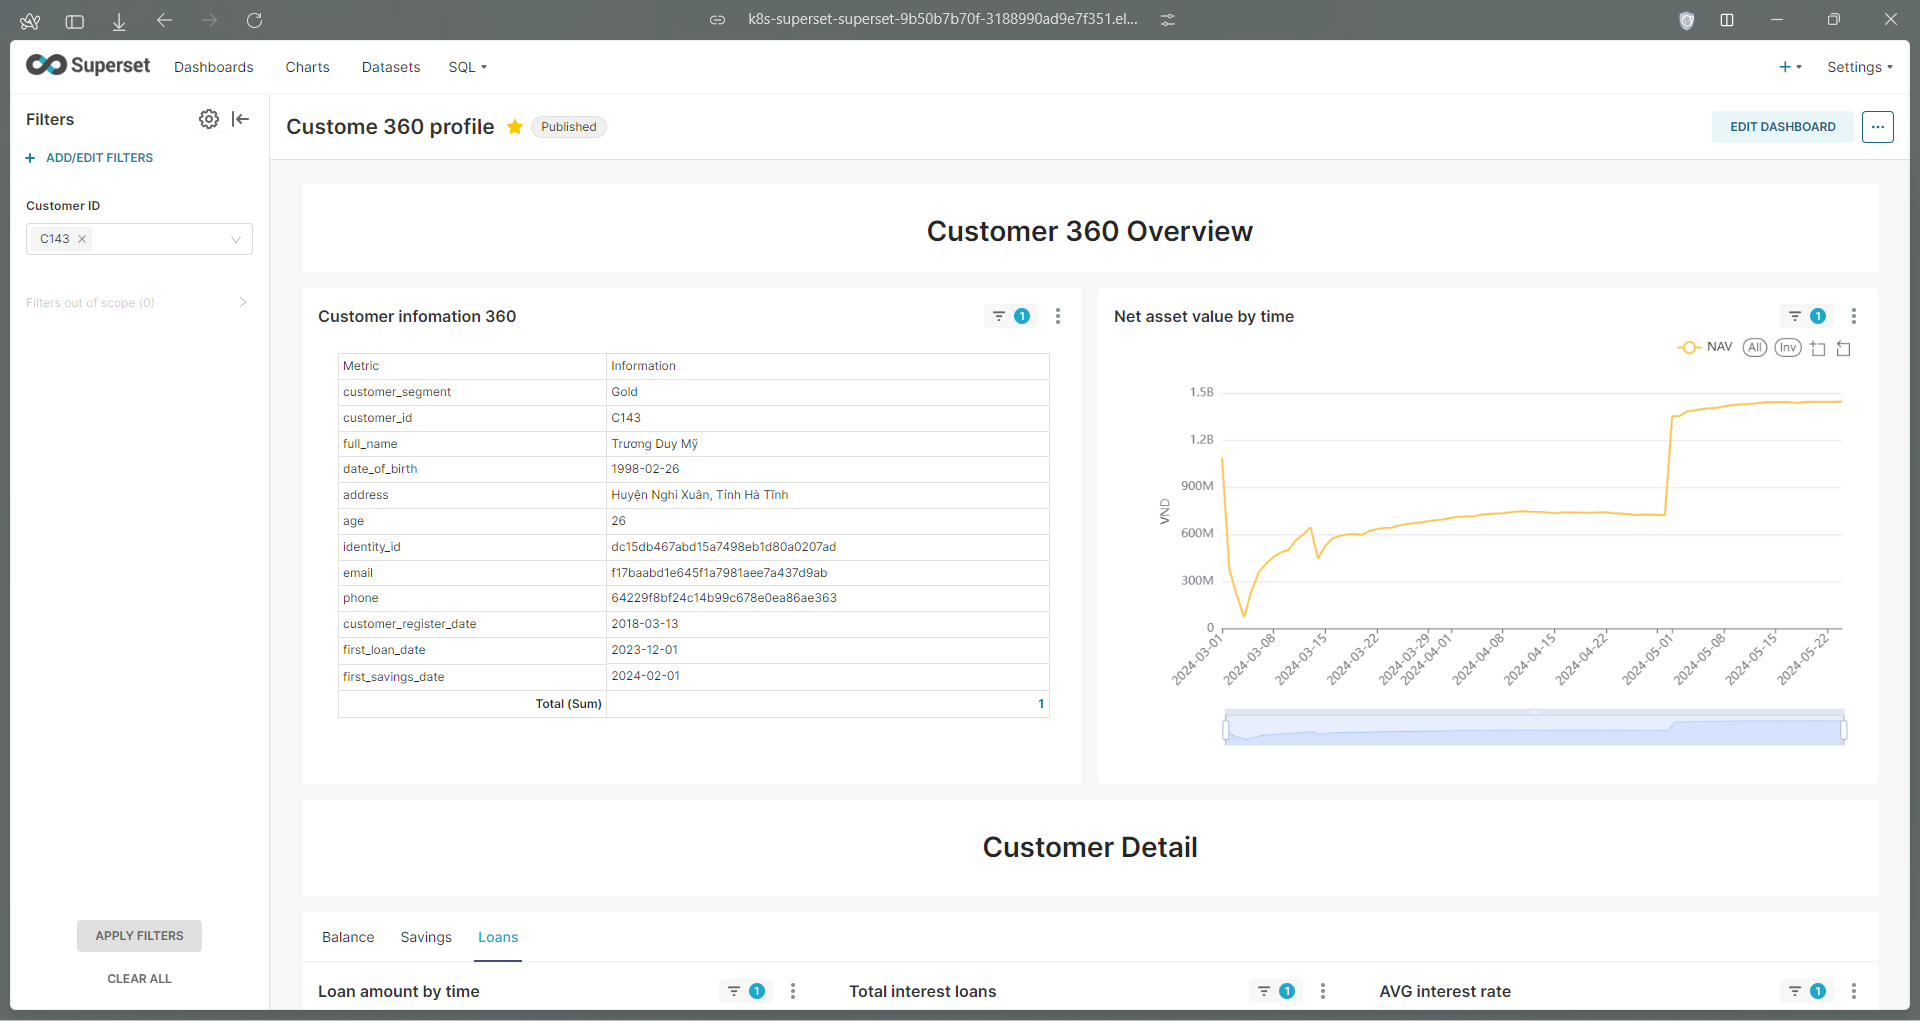 k8s-superset-superset-9b50b7b70f-3188990ad9e7f351.el...
Superset Dashboards Charts Datasets SQL Settings
Filters
+ ADD/EDIT FILTERS
Customer ID
C143
Filters out of scope (0)
APPLY FILTERS
CLEAR ALL
Custome 360 profile Published
EDIT DASHBOARD
Customer 360 Overview
Customer infomation 360 1
Metric Information
customer_segment Gold
customer_id C143
full_name Trương Duy Mỹ
date_of_birth 1998-02-26
address Huyện Nghi Xuân, Tỉnh Hà Tĩnh
age 26
identity_id dc15db467abd15a7498eb1d80a0207ad
email f17baabd1e645f1a7981aee7a437d9ab
phone 64229f8bf24c14b99c678e0ea86ae363
customer_register_date 2018-03-13
first_loan_date 2023-12-01
first_savings_date 2024-02-01
Total (Sum) 1
Net asset value by time 1
NAV All Inv
VND
1.5B
1.2B
900M
600M
300M
0
2024-03-01 2024-03-08 2024-03-15 2024-03-22 2024-03-29 2024-04-01 2024-04-08 2024-04-15 2024-04-22 2024-05-01 2024-05-08 2024-05-15 2024-05-22
Customer Detail
Balance Savings Loans
Loan amount by time 1
Total interest loans 1
AVG interest rate 1